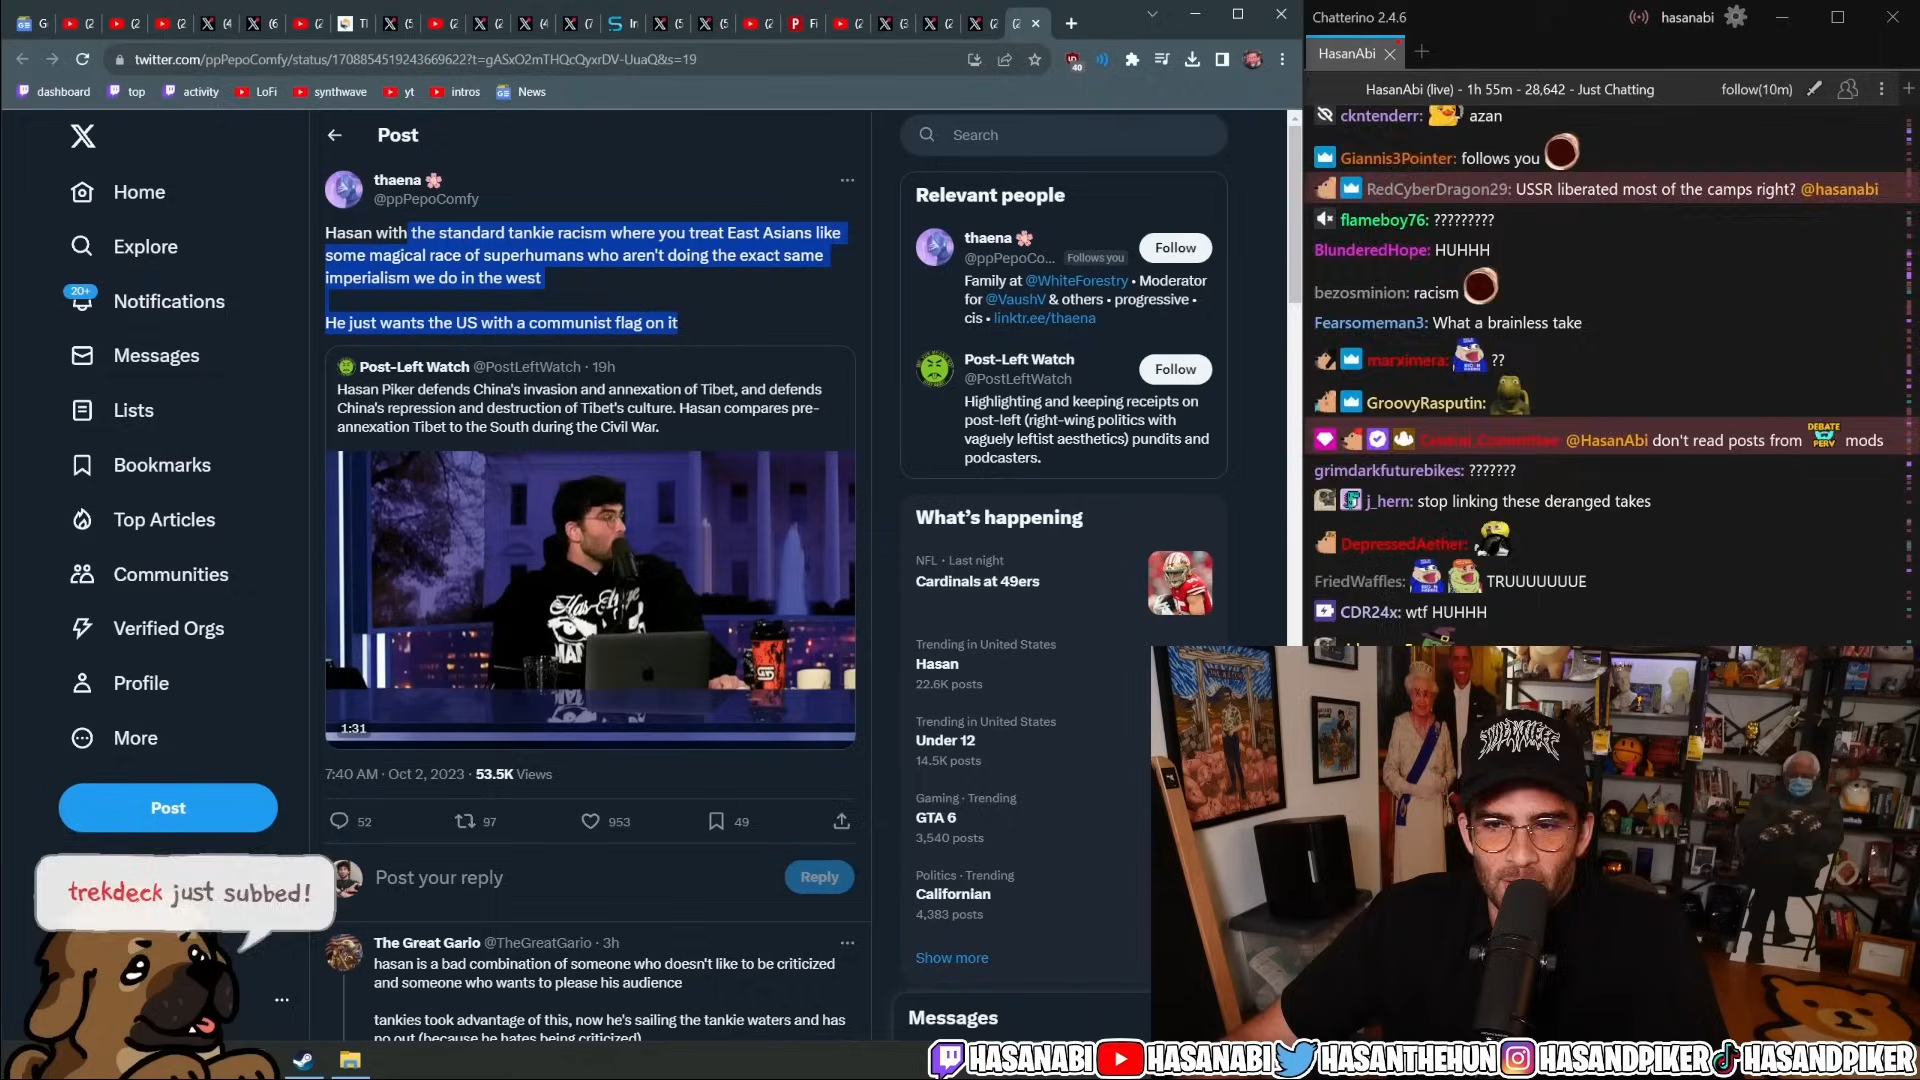 twitter.com/ppPepoComfy/status/1708854519243669622?t=gASxO2mTHQcQyxrDV-UuaQ&s=19
40
dashboard
top
activity
LoFi
synthwave
yt
intros
News
Home
Explore
20+
Notifications
Messages
Lists
Bookmarks
Top Articles
Communities
Verified Orgs
Profile
More
Post
trekdeck just subbed!
Post
thaena
@ppPepoComfy
Hasan with the standard tankie racism where you treat East Asians like
some magical race of superhumans who aren't doing the exact same
imperialism we do in the west
He just wants the US with a communist flag on it
Post-Left Watch @PostLeftWatch · 19h
Hasan Piker defends China's invasion and annexation of Tibet, and defends
China's repression and destruction of Tibet's culture. Hasan compares pre-
annexation Tibet to the South during the Civil War.
1:31
7:40 AM · Oct 2, 2023 · 53.5K Views
52
97
953
49
Post your reply
Reply
The Great Gario @TheGreatGario · 3h
hasan is a bad combination of someone who doesn't like to be criticized
and someone who wants to please his audience
tankies took advantage of this, now he's sailing the tankie waters and has
no out (because he hates being criticized)
Search
Relevant people
thaena
@ppPepoCo... Follows you
Follow
Family at @WhiteForestry • Moderator
for @VaushV & others • progressive •
cis • linktr.ee/thaena
Post-Left Watch
@PostLeftWatch
Follow
Highlighting and keeping receipts on
post-left (right-wing politics with
vaguely leftist aesthetics) pundits and
podcasters.
What's happening
NFL · Last night
Cardinals at 49ers
Trending in United States
Hasan
22.6K posts
Trending in United States
Under 12
14.5K posts
Gaming · Trending
GTA 6
3,540 posts
Politics · Trending
Californian
4,383 posts
Show more
Messages
Chatterino 2.4.6
hasanabi
HasanAbi
HasanAbi (live) - 1h 55m - 28,642 - Just Chatting
follow(10m)
ckntenderr: azan
Giannis3Pointer: follows you
RedCyberDragon29: USSR liberated most of the camps right? @hasanabi
flameboy76: ?????????
BlunderedHope: HUHHH
bezosminion: racism
Fearsomeman3: What a brainless take
marximera: ??
GroovyRasputin:
Central_Committee: @HasanAbi don't read posts from DEBATE PERV mods
grimdarkfuturebikes: ???????
j_hern: stop linking these deranged takes
DepressedAether:
FriedWaffles: TRUUUUUUUE
CDR24x: wtf HUHHH
HASANABI
HASANABI
HASANTHEHUN
HASANDPIKER
HASANDPIKER